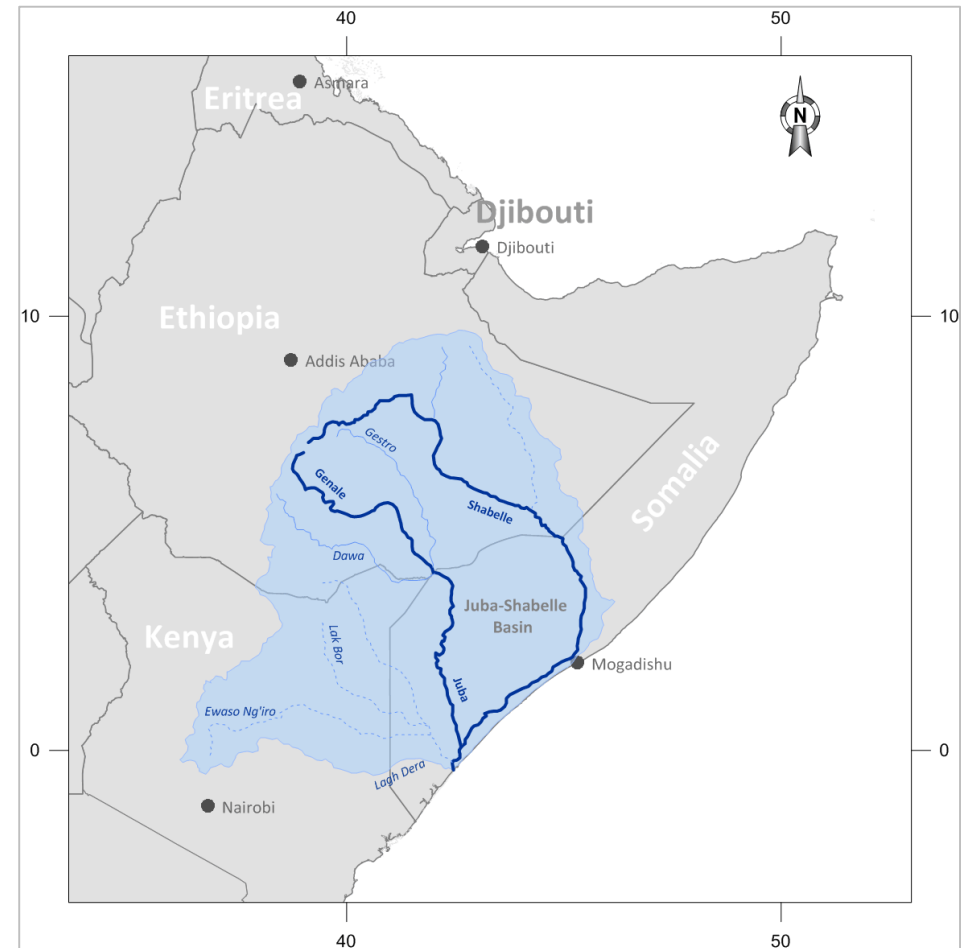 40
50
Asmara
Eritrea
N
Djibouti
Djibouti
10
10
Ethiopia
Addis Ababa
Gestro
Genale
Shabelle
Somalia
Dawa
Juba-Shabelle
Basin
Kenya
Lak Bor
Mogadishu
Juba
Ewaso Ng'iro
0
0
Lagh Dera
Nairobi
40
50